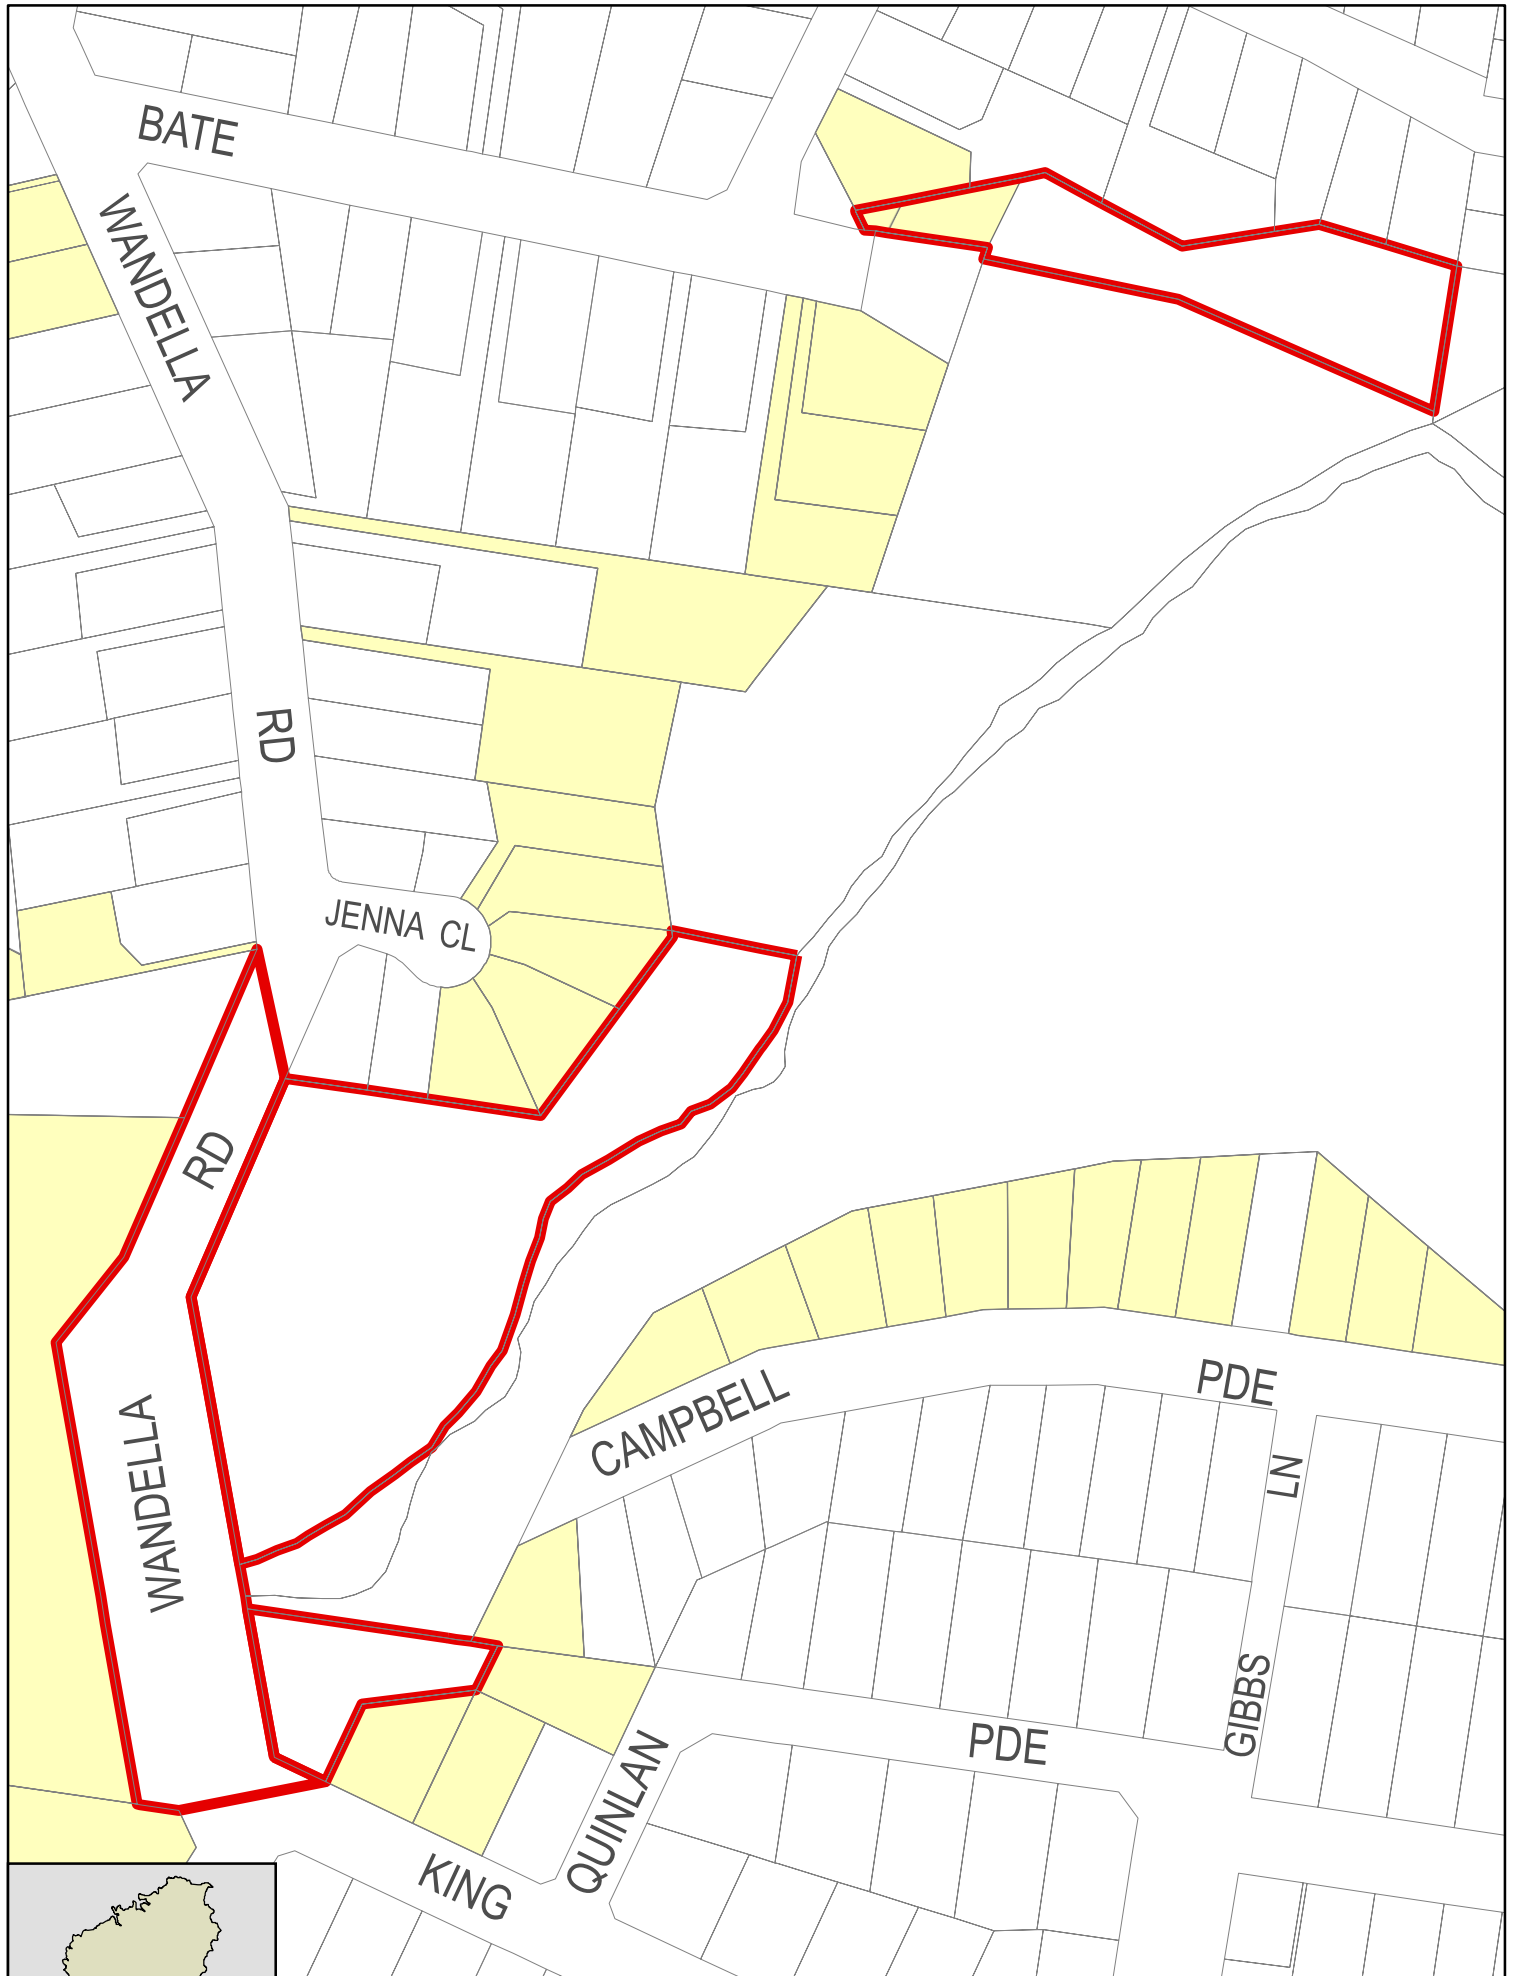 BATE
WANDELLA
RD
JENNA CL
RD
WANDELLA
CAMPBELL
PDE
LN
GIBBS
PDE
QUINLAN
KING